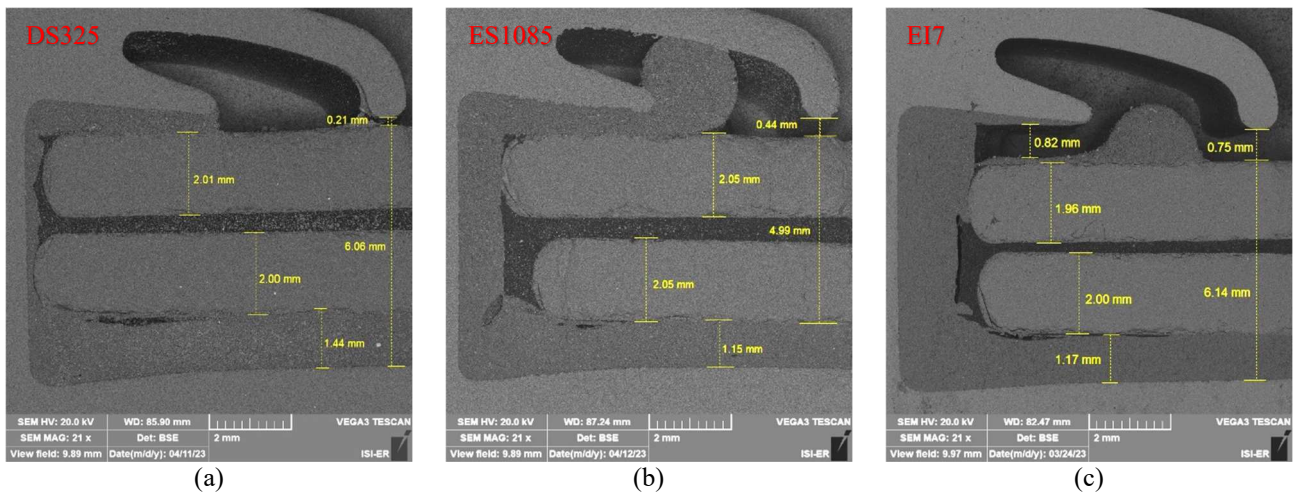 DS325
0.21 mm
2.01 mm
6.06 mm
2.00 mm
1.44 mm
SEM HV: 20.0 kV WD: 85.90 mm VEGA3 TESCAN
SEM MAG: 21 x Det: BSE 2 mm
View field: 9.89 mm Date(m/d/y): 04/11/23 ISI-ER
(a)
ES1085
0.44 mm
2.05 mm
4.99 mm
2.05 mm
1.15 mm
SEM HV: 20.0 kV WD: 87.24 mm VEGA3 TESCAN
SEM MAG: 21 x Det: BSE 2 mm
View field: 9.89 mm Date(m/d/y): 04/12/23 ISI-ER
(b)
EI7
0.82 mm
0.75 mm
1.96 mm
6.14 mm
2.00 mm
1.17 mm
SEM HV: 20.0 kV WD: 82.47 mm VEGA3 TESCAN
SEM MAG: 21 x Det: BSE 2 mm
View field: 9.97 mm Date(m/d/y): 03/24/23 ISI-ER
(c)